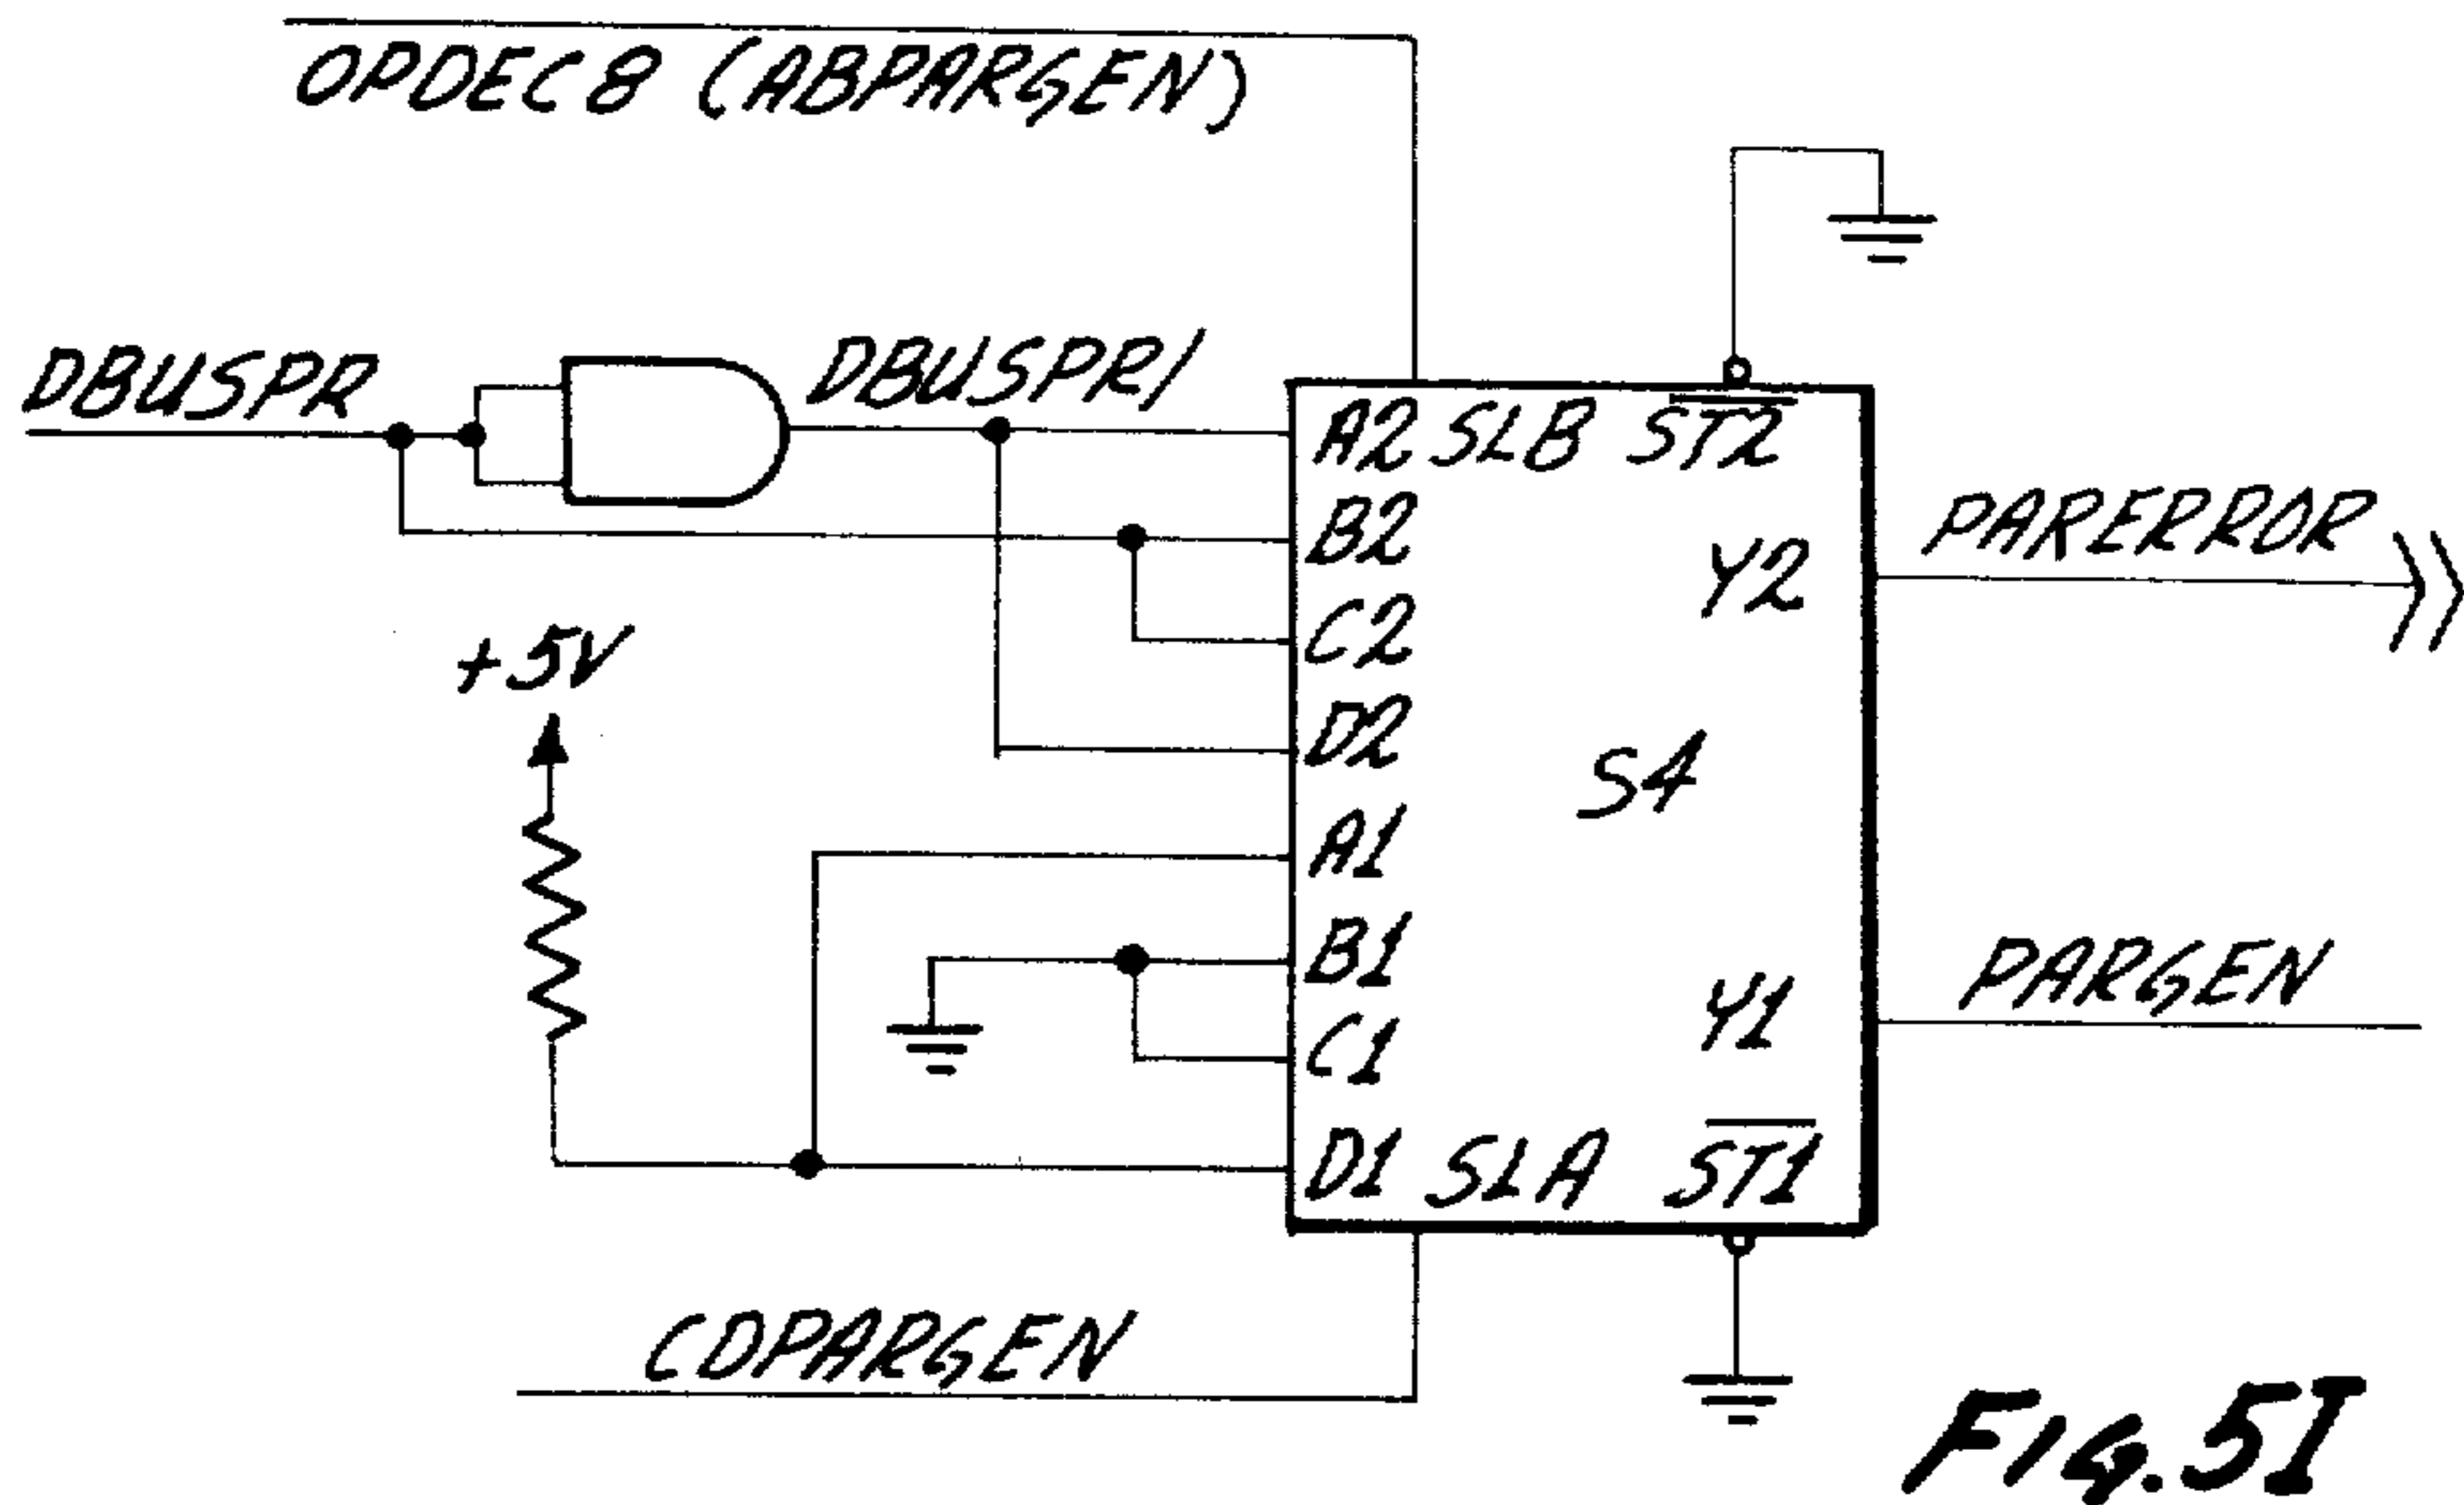 OPDEC8 (ABPARGEN)
DBUSPR
DBUSPR1
A2 SLB ST2
B2
PARERROR
Y2
C2
+5V
D2
S4
A1
B1
PARGEN
Y1
C1
D1 SLA ST1
CDPARGEN
FIG. 5I